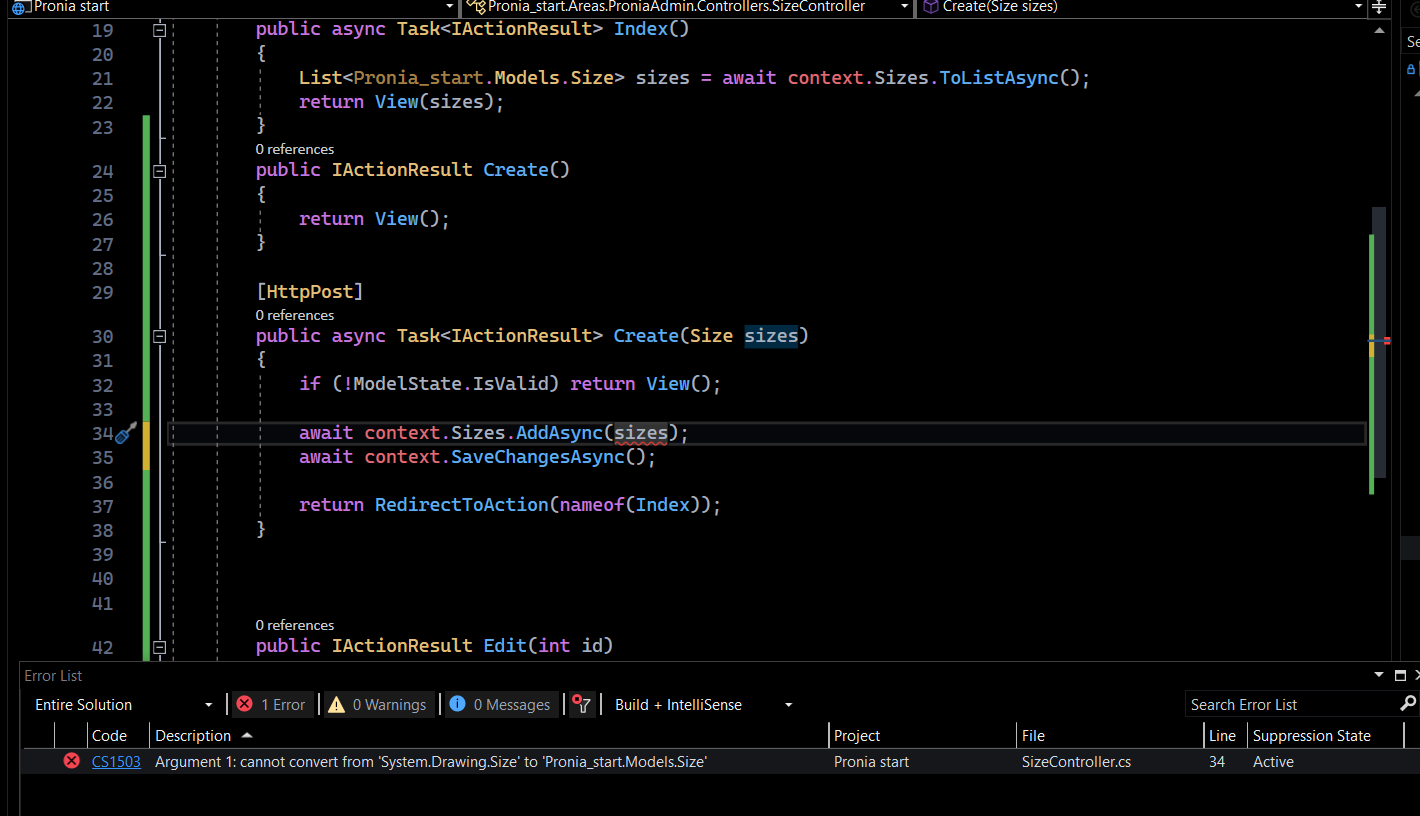 Pronia start Pronia_start.Areas.ProniaAdmin.Controllers.SizeController Create(Size sizes)
19 public async Task<IActionResult> Index()
20 {
21 List<Pronia_start.Models.Size> sizes = await context.Sizes.ToListAsync();
22 return View(sizes);
23 }
0 references
24 public IActionResult Create()
25 {
26 return View();
27 }
28
29 [HttpPost]
0 references
30 public async Task<IActionResult> Create(Size sizes)
31 {
32 if (!ModelState.IsValid) return View();
33
34 await context.Sizes.AddAsync(sizes);
35 await context.SaveChangesAsync();
36
37 return RedirectToAction(nameof(Index));
38 }
39
40
41
0 references
42 public IActionResult Edit(int id)
Error List
Entire Solution 1 Error 0 Warnings 0 Messages Build + IntelliSense Search Error List
Code Description Project File Line Suppression State
CS1503 Argument 1: cannot convert from 'System.Drawing.Size' to 'Pronia_start.Models.Size' Pronia start SizeController.cs 34 Active